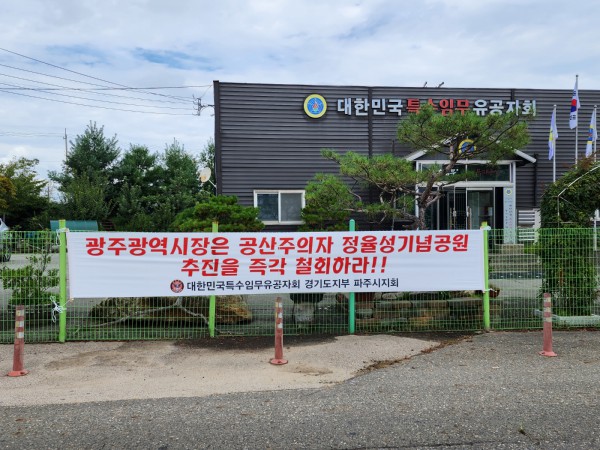 대한민국특수임무유공자회
광주광역시장은 공산주의자 정율성기념공원
추진을 즉각 철회하라!!
대한민국특수임무유공자회 경기도지부 파주시지회